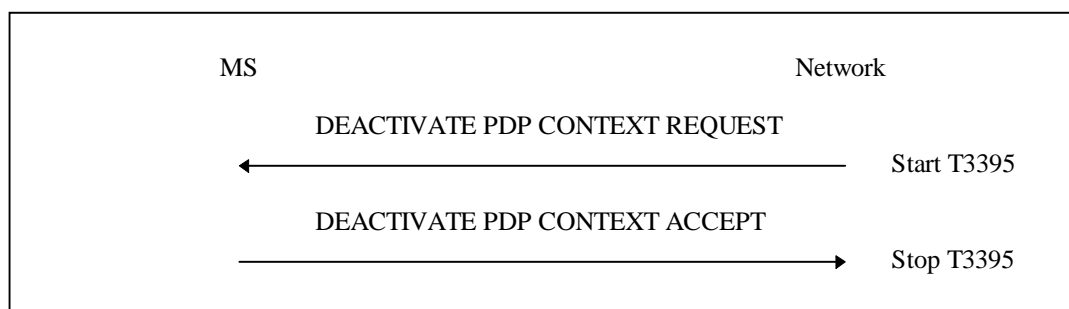 MS Network
DEACTIVATE PDP CONTEXT REQUEST
Start T3395
DEACTIVATE PDP CONTEXT ACCEPT
Stop T3395